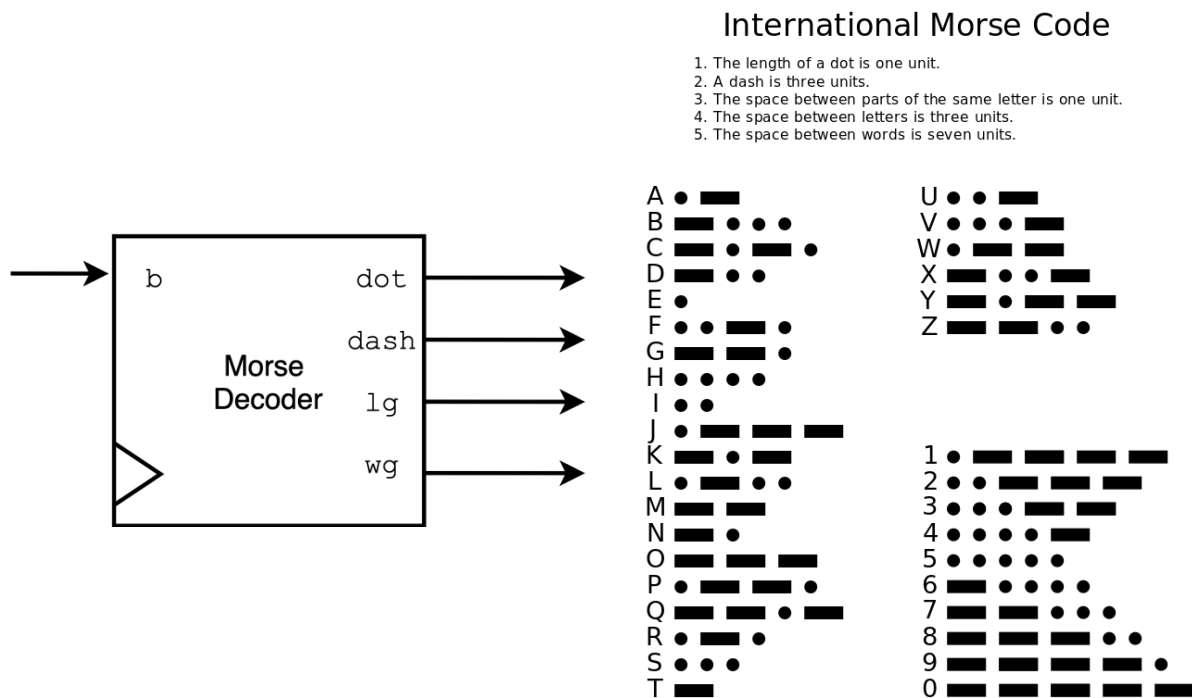 b
dot
dash
lg
wg
Morse
Decoder
International Morse Code
1. The length of a dot is one unit.
2. A dash is three units.
3. The space between parts of the same letter is one unit.
4. The space between letters is three units.
5. The space between words is seven units.
A
B
C
D
E
F
G
H
I
J
K
L
M
N
O
P
Q
R
S
T
U
V
W
X
Y
Z
1
2
3
4
5
6
7
8
9
0